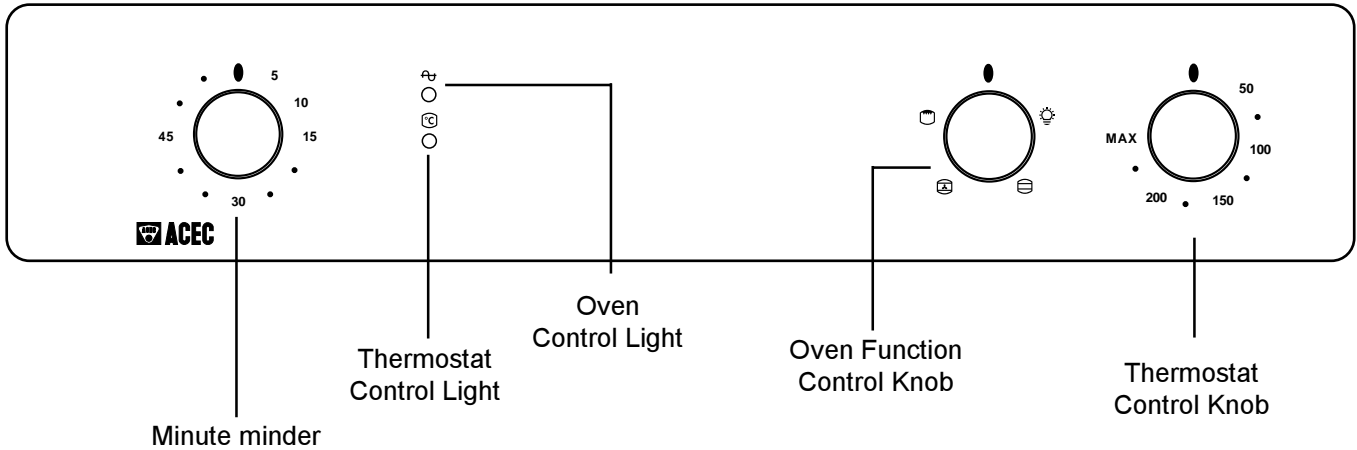 5
10
15
30
45
°C
ACEC
50
100
150
200
MAX
Oven
Control Light
Thermostat
Control Light
Minute minder
Oven Function
Control Knob
Thermostat
Control Knob